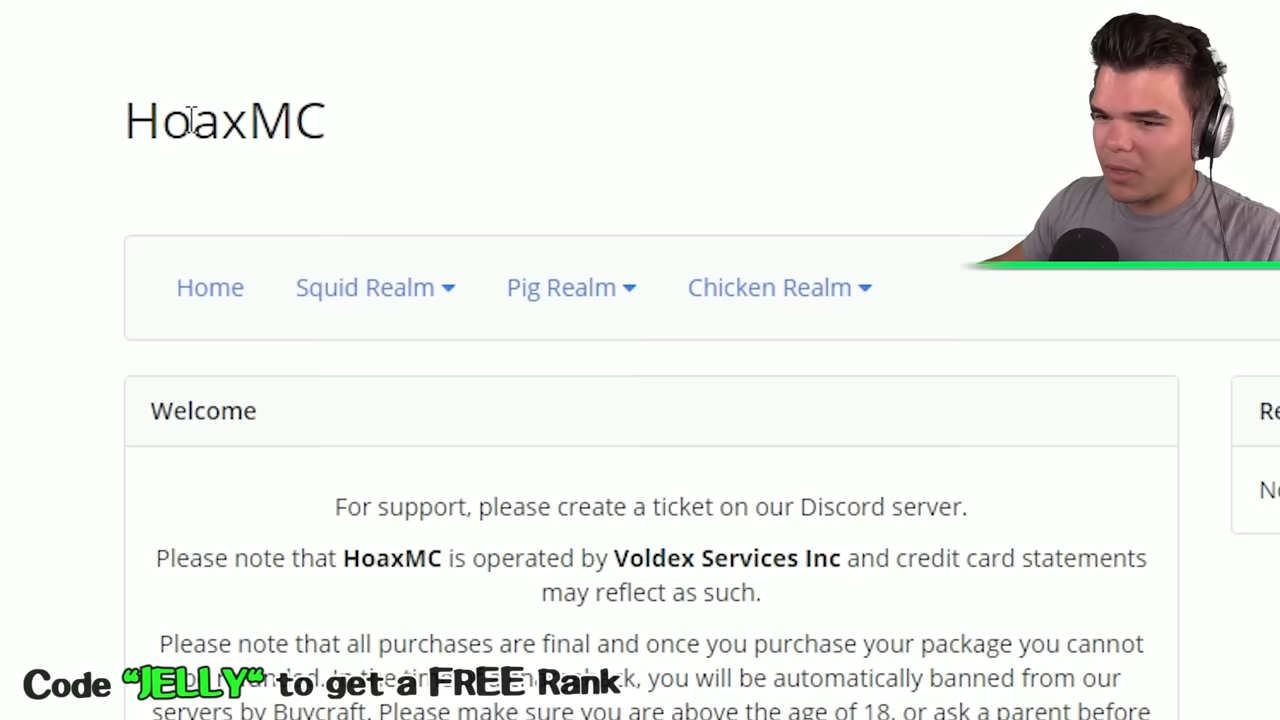 HoaxMC
Home Squid Realm Pig Realm Chicken Realm
Welcome
Re
For support, please create a ticket on our Discord server.
No
Please note that HoaxMC is operated by Voldex Services Inc and credit card statements
may reflect as such.
Please note that all purchases are final and once you purchase your package you cannot
Code “JELLY“ to get a FREE Rank
you will be automatically banned from our
servers by Buycraft. Please make sure you are above the age of 18, or ask a parent before